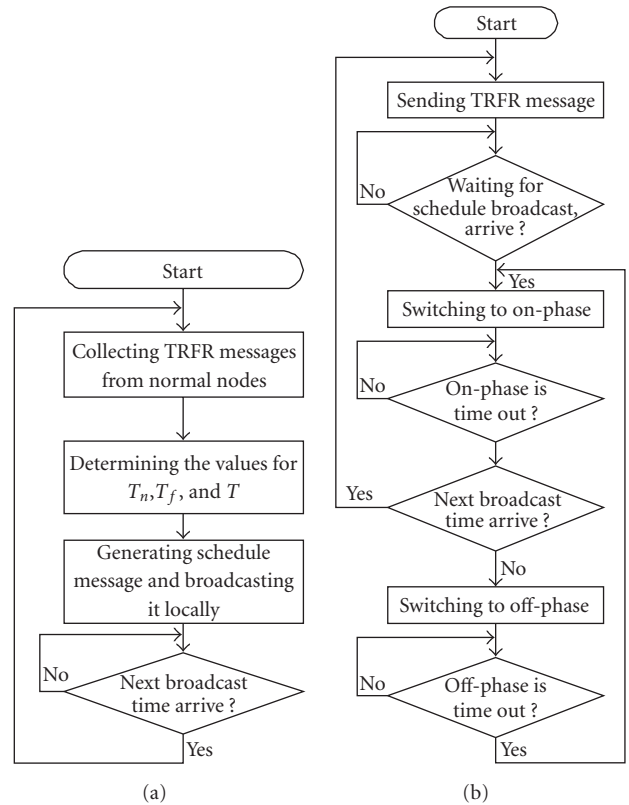 Start
Collecting TRFR messages
from normal nodes
Determining the values for
Tn,Tf, and T
Generating schedule
message and broadcasting
it locally
No
Next broadcast
time arrive ?
Yes
(a)
Start
Sending TRFR message
No
Waiting for
schedule broadcast,
arrive ?
Yes
Switching to on-phase
No
On-phase is
time out ?
Yes
Next broadcast
time arrive ?
No
Switching to off-phase
No
Off-phase is
time out ?
Yes
(b)